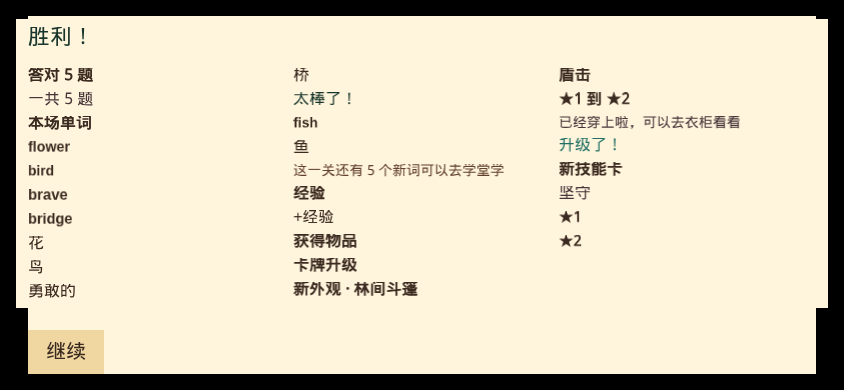 胜利！
答对 5 题
一共 5 题
本场单词
flower
bird
brave
bridge
花
鸟
勇敢的
桥
太棒了！
fish
鱼
这一关还有 5 个新词可以去学堂学
经验
+经验
获得物品
卡牌升级
新外观 · 林间斗篷
盾击
★1 到 ★2
已经穿上啦，可以去衣柜看看
升级了！
新技能卡
坚守
★1
★2
继续